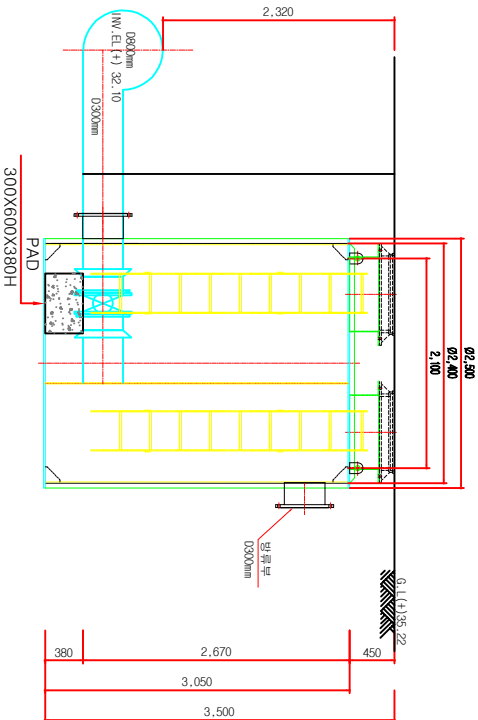 2,320
D800mm
INV.EL(+) 32.10
D300mm
Ø2,500
Ø2,400
2,100
PAD
300X600X380H
방류부
D300mm
G.L(+)35.22
380
2,670
450
3,050
3,500